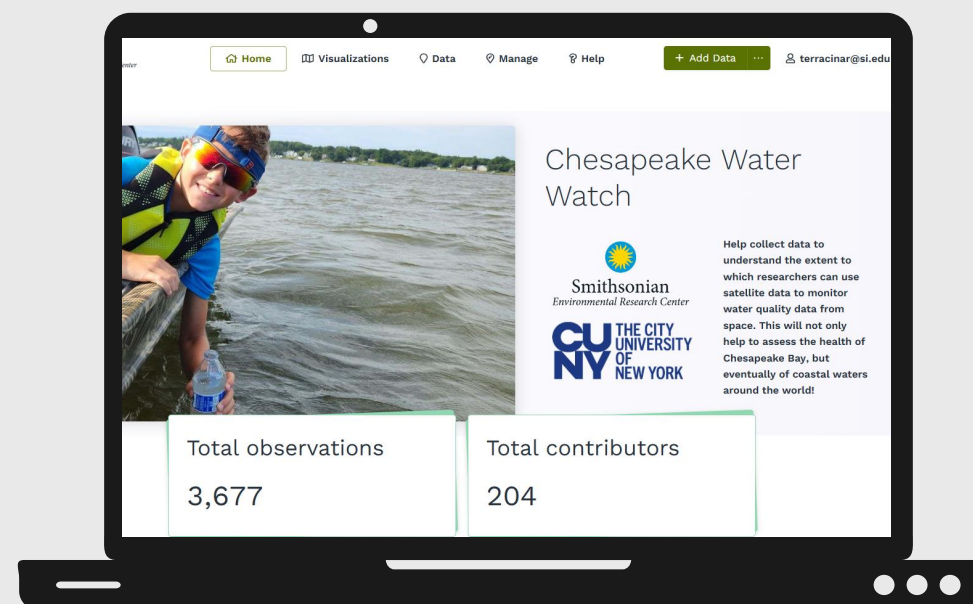 enter
Home
Visualizations
Data
Manage
Help
+ Add Data ...
terracinar@si.edu
Chesapeake Water
Watch
Smithsonian
Environmental Research Center
CU THE CITY
UNIVERSITY
NY OF
NEW YORK
Help collect data to
understand the extent to
which researchers can use
satellite data to monitor
water quality data from
space. This will not only
help to assess the health of
Chesapeake Bay, but
eventually of coastal waters
around the world!
Total observations
3,677
Total contributors
204